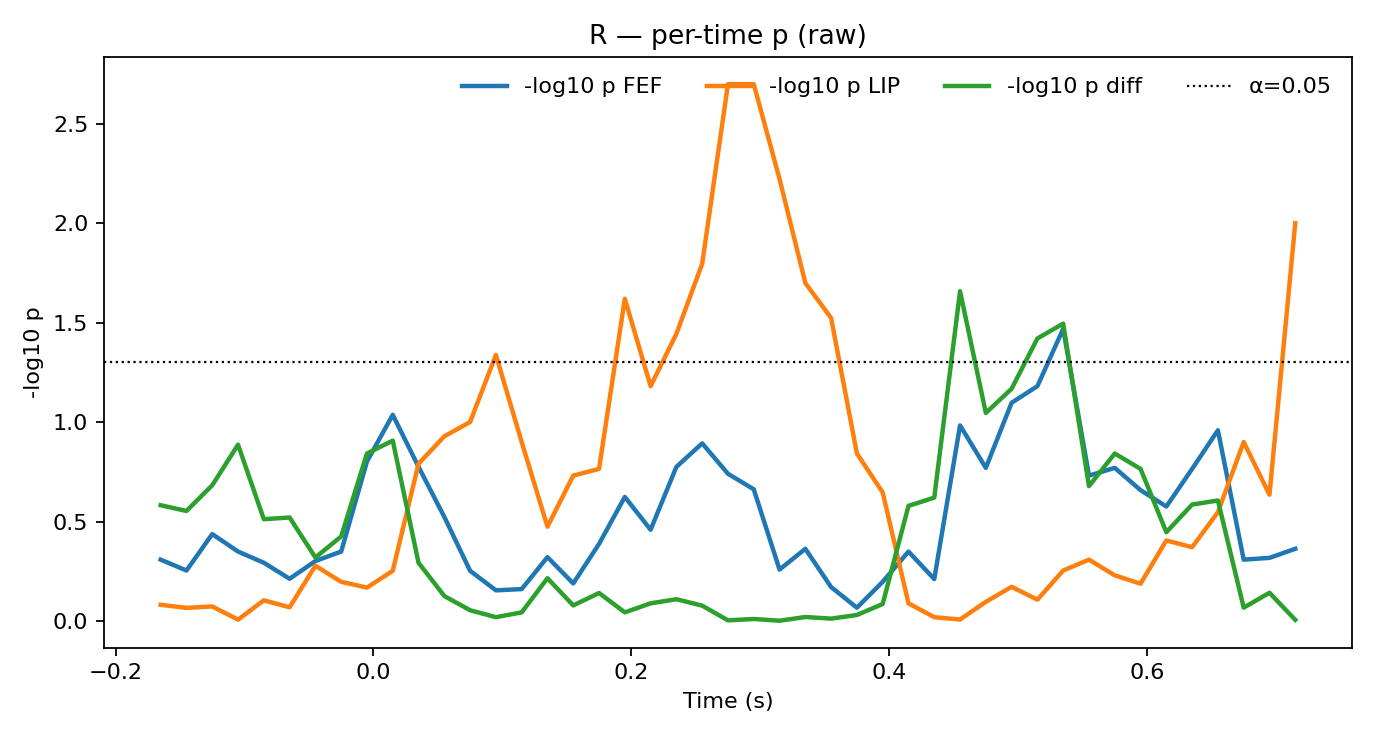 R — per-time p (raw)
-log10 p FEF
-log10 p LIP
-log10 p diff
α=0.05
-log10 p
2.5
2.0
1.5
1.0
0.5
0.0
−0.2
0.0
0.2
0.4
0.6
Time (s)